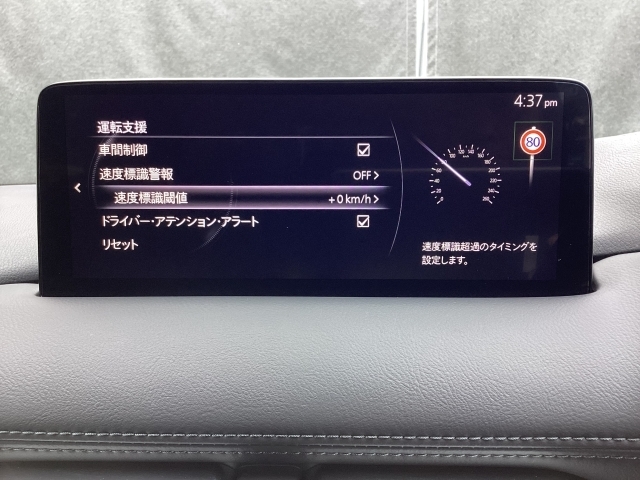 4:37 pm
運転支援
車間制御
速度標識警報 OFF
速度標識閾値 +0 km/h
ドライバー・アテンション・アラート
リセット
80
速度標識超過のタイミングを
設定します。